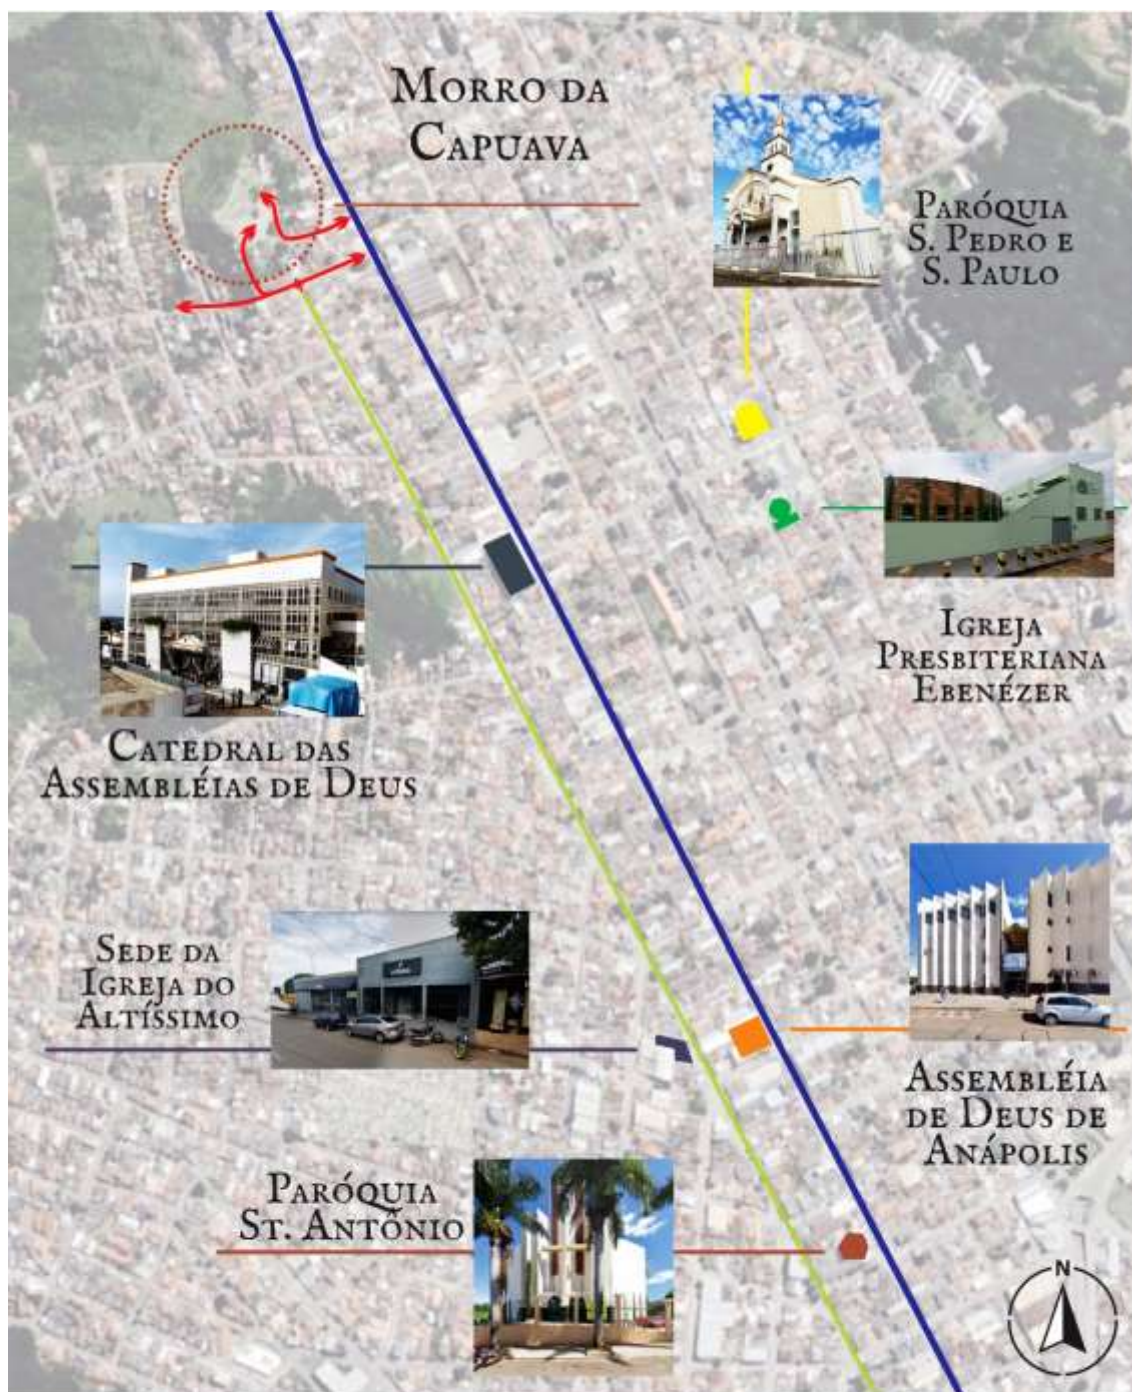 Morro da
Capuava
Paróquia
S. Pedro e
S. Paulo
Igreja
Presbiteriana
Ebenézer
Catedral das
Assembléias de Deus
Sede da
Igreja do
Altíssimo
Assembléia
de Deus de
Anápolis
Paróquia
St. Antônio
N